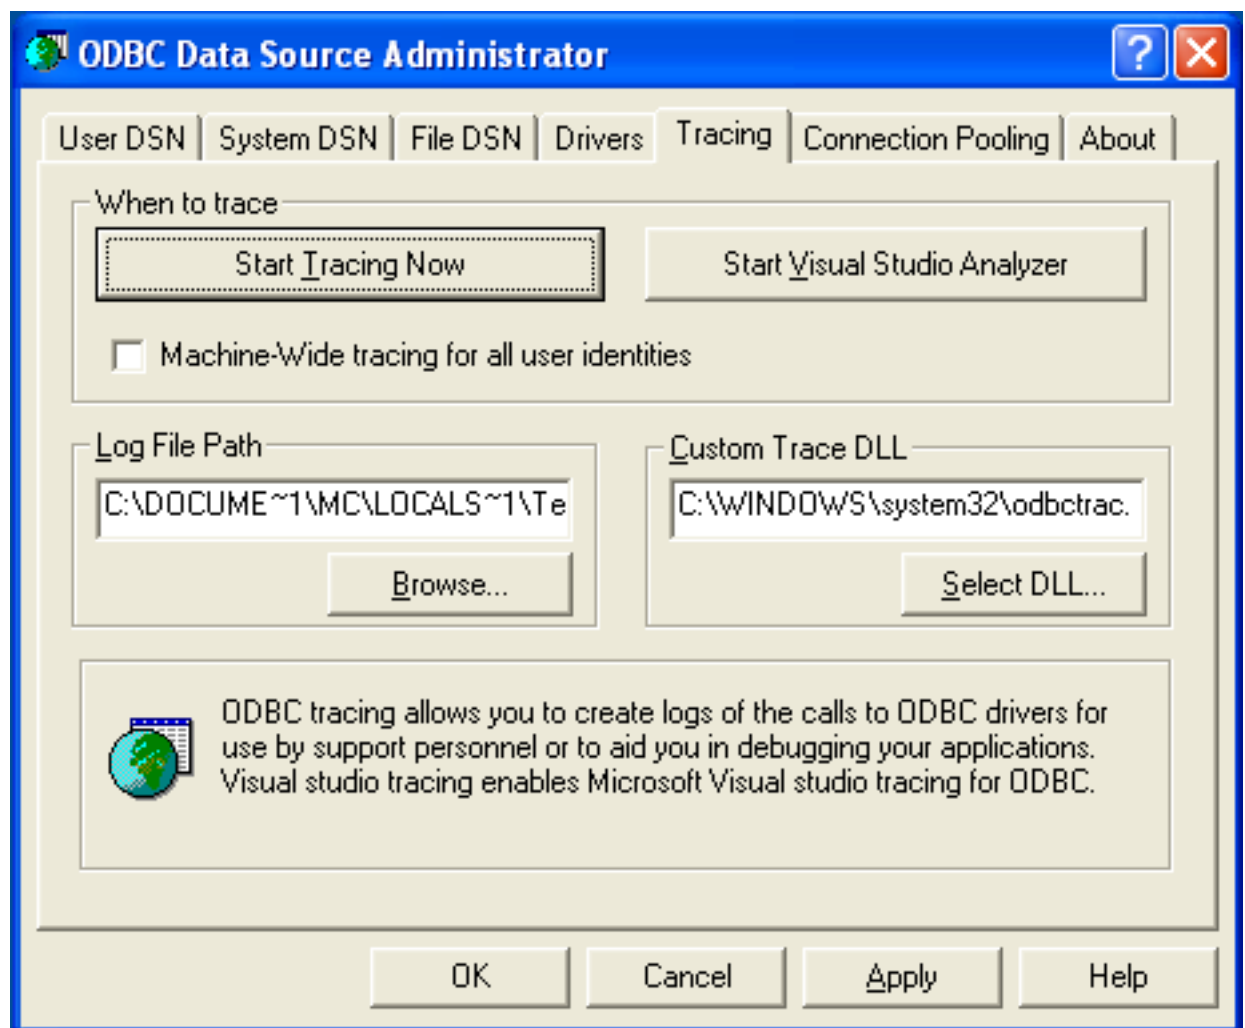 ODBC Data Source Administrator
?
User DSN System DSN File DSN Drivers Tracing Connection Pooling About
When to trace
Start Tracing Now Start Visual Studio Analyzer
Machine-Wide tracing for all user identities
Log File Path Custom Trace DLL
C:\DOCUME~1\MC\LOCALS~1\Te C:\WINDOWS\system32\odbctrac.
Browse... Select DLL...
ODBC tracing allows you to create logs of the calls to ODBC drivers for
use by support personnel or to aid you in debugging your applications.
Visual studio tracing enables Microsoft Visual studio tracing for ODBC.
OK Cancel Apply Help